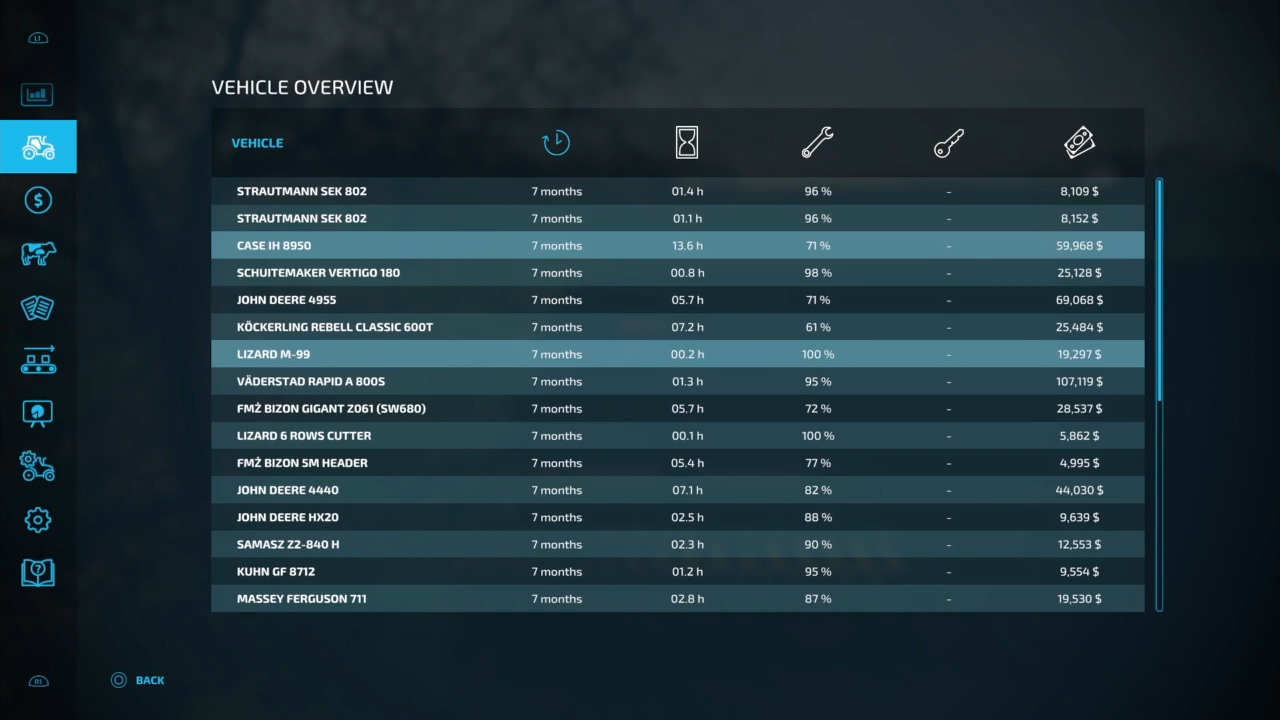 L1
VEHICLE OVERVIEW
VEHICLE
STRAUTMANN SEK 802 7 months 01.4 h 96 % - 8,109 $
STRAUTMANN SEK 802 7 months 01.1 h 96 % - 8,152 $
CASE IH 8950 7 months 13.6 h 71 % - 59,968 $
SCHUITEMAKER VERTIGO 180 7 months 00.8 h 98 % - 25,128 $
JOHN DEERE 4955 7 months 05.7 h 71 % - 69,068 $
KÖCKERLING REBELL CLASSIC 600T 7 months 07.2 h 61 % - 25,484 $
LIZARD M-99 7 months 00.2 h 100 % - 19,297 $
VÄDERSTAD RAPID A 800S 7 months 01.3 h 95 % - 107,119 $
FMŻ BIZON GIGANT Z061 (SW680) 7 months 05.7 h 72 % - 28,537 $
LIZARD 6 ROWS CUTTER 7 months 00.1 h 100 % - 5,862 $
FMŻ BIZON 5M HEADER 7 months 05.4 h 77 % - 4,995 $
JOHN DEERE 4440 7 months 07.1 h 82 % - 44,030 $
JOHN DEERE HX20 7 months 02.5 h 88 % - 9,639 $
SAMASZ Z2-840 H 7 months 02.3 h 90 % - 12,553 $
KUHN GF 8712 7 months 01.2 h 95 % - 9,554 $
MASSEY FERGUSON 711 7 months 02.8 h 87 % - 19,530 $
R1
BACK